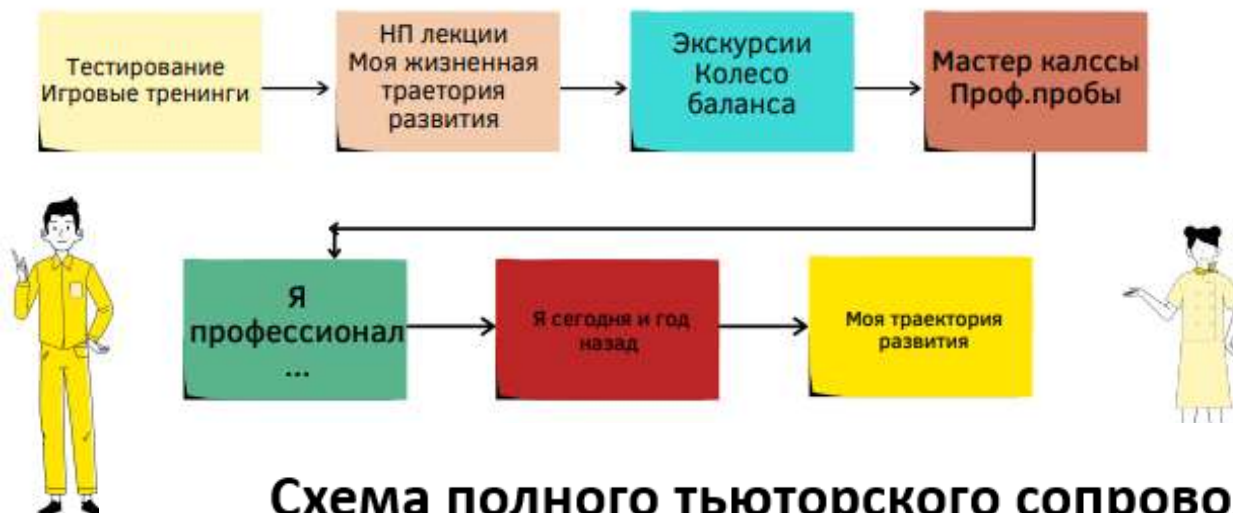 Тестирование
Игровые тренинги
НП лекции
Моя жизненная
траетория
развития
Экскурсии
Колесо
баланса
Мастер калссы
Проф.пробы
Я
профессионал
...
Я сегодня и год
назад
Моя траектория
развития
Схема полного тьюторского сопрово